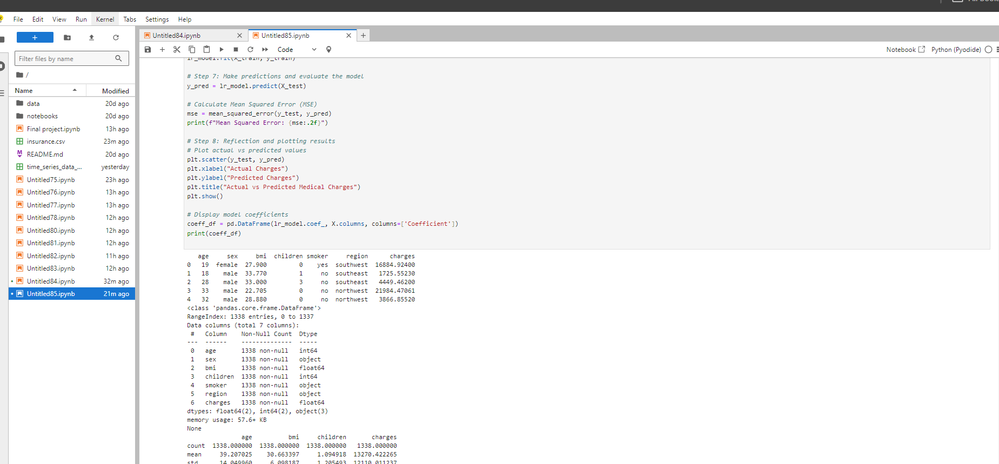 File Edit View Run Kernel Tabs Settings Help
Untitled84.ipynb
Untitled85.ipynb
Code
Notebook
Python (Pyodide)
Filter files by name
/
Name Modified
data 20d ago
notebooks 20d ago
Final project.ipynb 13h ago
insurance.csv 23m ago
README.md 20d ago
time_series_data_... yesterday
Untitled75.ipynb 23h ago
Untitled76.ipynb 13h ago
Untitled77.ipynb 13h ago
Untitled78.ipynb 12h ago
Untitled80.ipynb 12h ago
Untitled81.ipynb 12h ago
Untitled82.ipynb 11h ago
Untitled83.ipynb 12h ago
Untitled84.ipynb 32m ago
Untitled85.ipynb 21m ago
lr_model.fit(X_train, y_train)
# Step 7: Make predictions and evaluate the model
y_pred = lr_model.predict(X_test)
# Calculate Mean Squared Error (MSE)
mse = mean_squared_error(y_test, y_pred)
print(f"Mean Squared Error: {mse:.2f}")
# Step 8: Reflection and plotting results
# Plot actual vs predicted values
plt.scatter(y_test, y_pred)
plt.xlabel("Actual Charges")
plt.ylabel("Predicted Charges")
plt.title("Actual vs Predicted Medical Charges")
plt.show()
# Display model coefficients
coeff_df = pd.DataFrame(lr_model.coef_, X.columns, columns=['Coefficient'])
print(coeff_df)
age sex bmi children smoker region charges
0 19 female 27.900 0 yes southwest 16884.92400
1 18 male 33.770 1 no southeast 1725.55230
2 28 male 33.000 3 no southeast 4449.46200
3 33 male 22.705 0 no northwest 21984.47061
4 32 male 28.880 0 no northwest 3866.85520
<class 'pandas.core.frame.DataFrame'>
RangeIndex: 1338 entries, 0 to 1337
Data columns (total 7 columns):
# Column Non-Null Count Dtype
--- ------ -------------- -----
0 age 1338 non-null int64
1 sex 1338 non-null object
2 bmi 1338 non-null float64
3 children 1338 non-null int64
4 smoker 1338 non-null object
5 region 1338 non-null object
6 charges 1338 non-null float64
dtypes: float64(2), int64(2), object(3)
memory usage: 57.6+ KB
None
age bmi children charges
count 1338.000000 1338.000000 1338.000000 1338.000000
mean 39.207025 30.663397 1.094918 13270.422265
std 14.049960 6.098187 1.205493 12110.011237